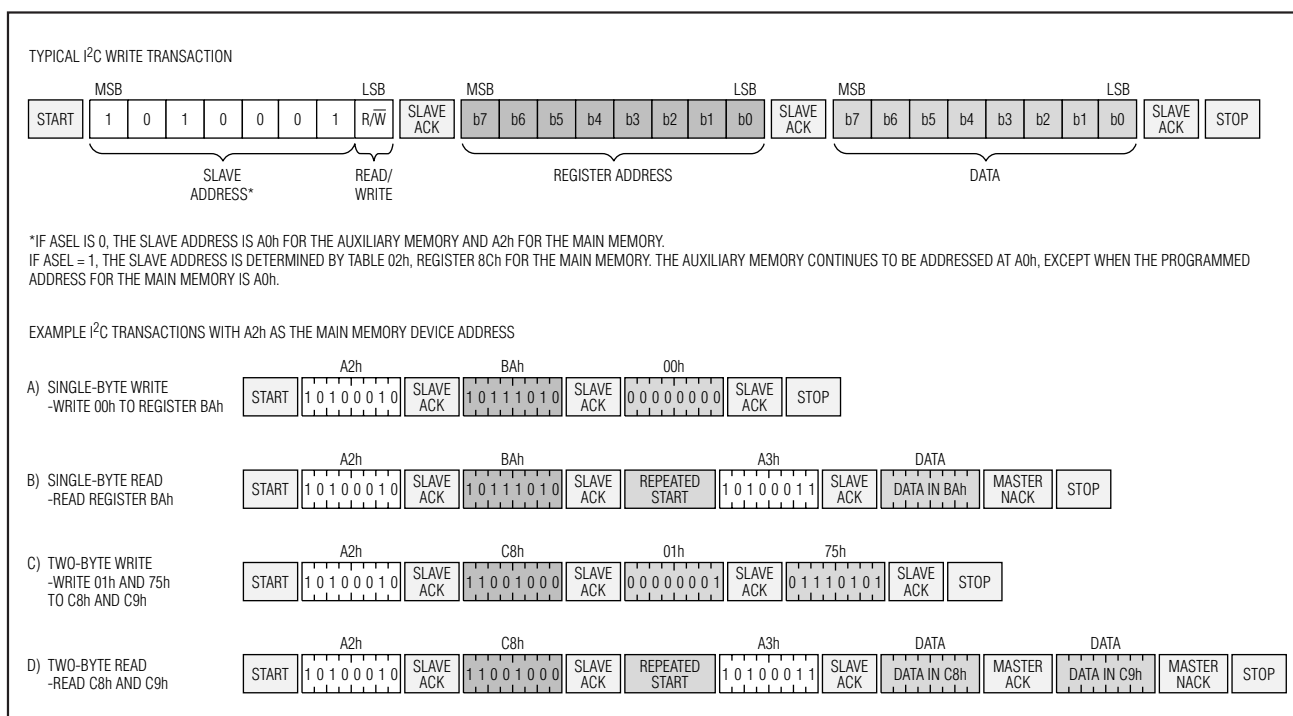 TYPICAL I2C WRITE TRANSACTION
MSB LSB MSB LSB MSB LSB
START 1 0 1 0 0 0 1 R/W̅ SLAVE ACK b7 b6 b5 b4 b3 b2 b1 b0 SLAVE ACK b7 b6 b5 b4 b3 b2 b1 b0 SLAVE ACK STOP
SLAVE ADDRESS* READ/WRITE REGISTER ADDRESS DATA
*IF ASEL IS 0, THE SLAVE ADDRESS IS A0h FOR THE AUXILIARY MEMORY AND A2h FOR THE MAIN MEMORY.
IF ASEL = 1, THE SLAVE ADDRESS IS DETERMINED BY TABLE 02h, REGISTER 8Ch FOR THE MAIN MEMORY. THE AUXILIARY MEMORY CONTINUES TO BE ADDRESSED AT A0h, EXCEPT WHEN THE PROGRAMMED
ADDRESS FOR THE MAIN MEMORY IS A0h.
EXAMPLE I2C TRANSACTIONS WITH A2h AS THE MAIN MEMORY DEVICE ADDRESS
A2h BAh 00h
A) SINGLE-BYTE WRITE
-WRITE 00h TO REGISTER BAh
START 10100010 SLAVE ACK 10111010 SLAVE ACK 00000000 SLAVE ACK STOP
A2h BAh A3h DATA
B) SINGLE-BYTE READ
-READ REGISTER BAh
START 10100010 SLAVE ACK 10111010 SLAVE ACK REPEATED START 10100011 SLAVE ACK DATA IN BAh MASTER NACK STOP
A2h C8h 01h 75h
C) TWO-BYTE WRITE
-WRITE 01h AND 75h
TO C8h AND C9h
START 10100010 SLAVE ACK 11001000 SLAVE ACK 00000001 SLAVE ACK 01110101 SLAVE ACK STOP
A2h C8h A3h DATA DATA
D) TWO-BYTE READ
-READ C8h AND C9h
START 10100010 SLAVE ACK 11001000 SLAVE ACK REPEATED START 10100011 SLAVE ACK DATA IN C8h MASTER ACK DATA IN C9h MASTER NACK STOP